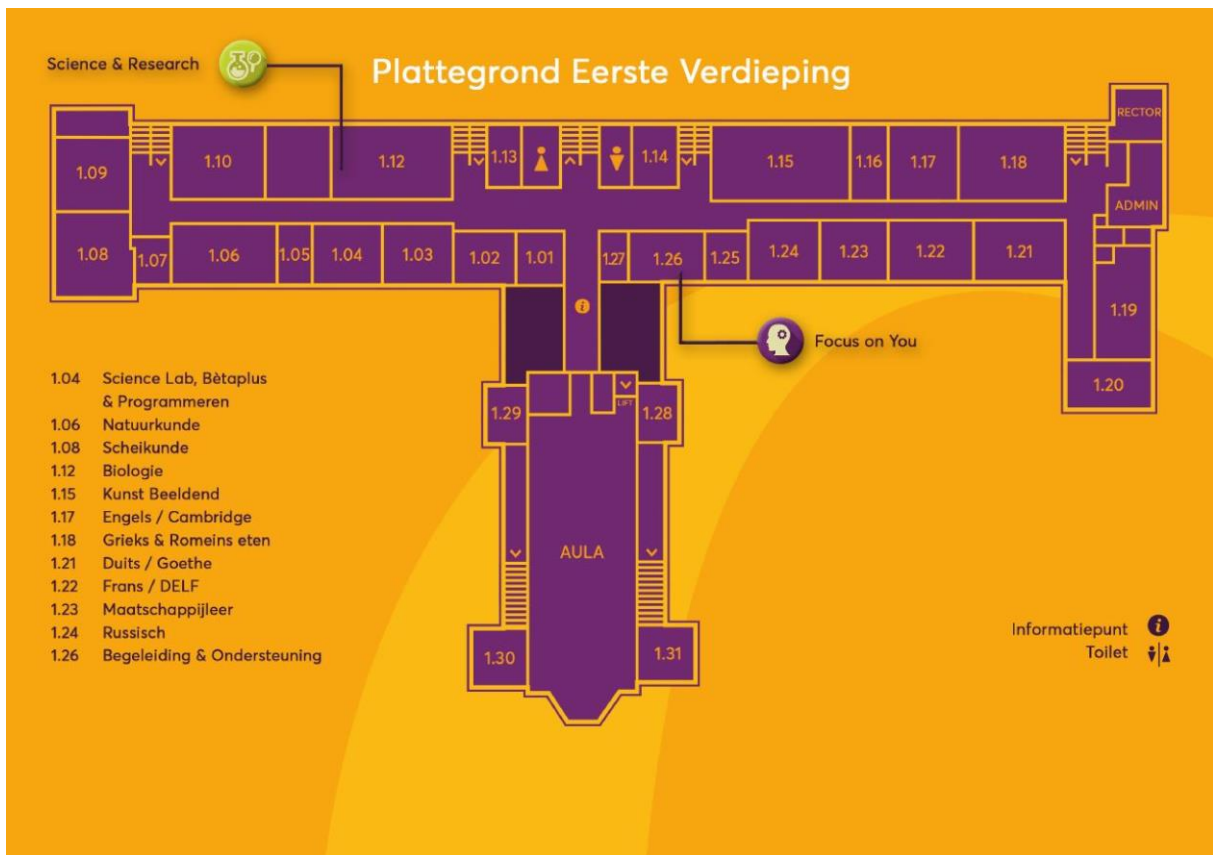 Science & Research
Plattegrond Eerste Verdieping
RECTOR
1.09
1.10
1.12
1.13
1.14
1.15
1.16
1.17
1.18
ADMIN
1.08
1.07
1.06
1.05
1.04
1.03
1.02
1.01
1.27
1.26
1.25
1.24
1.23
1.22
1.21
1.19
Focus on You
1.20
1.29
LIFT
1.28
AULA
1.30
1.31
1.04 Science Lab, Bètaplus
& Programmeren
1.06 Natuurkunde
1.08 Scheikunde
1.12 Biologie
1.15 Kunst Beeldend
1.17 Engels / Cambridge
1.18 Grieks & Romeins eten
1.21 Duits / Goethe
1.22 Frans / DELF
1.23 Maatschappijleer
1.24 Russisch
1.26 Begeleiding & Ondersteuning
Informatiepunt
Toilet